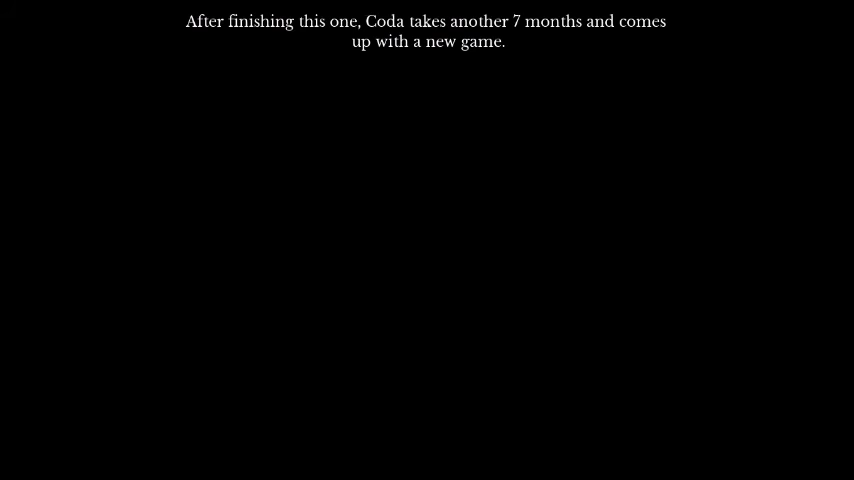 After finishing this one, Coda takes another 7 months and comes
up with a new game.